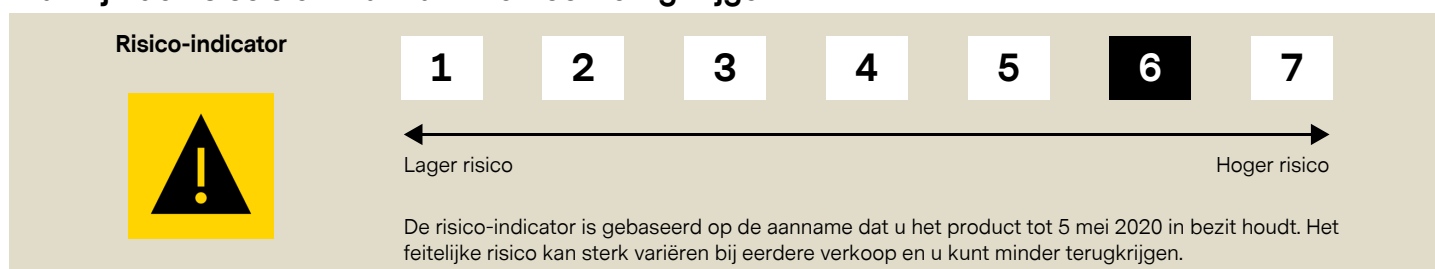 Risico-indicator
1 2 3 4 5 6 7
Lager risico Hoger risico
De risico-indicator is gebaseerd op de aanname dat u het product tot 5 mei 2020 in bezit houdt. Het
feitelijke risico kan sterk variëren bij eerdere verkoop en u kunt minder terugkrijgen.